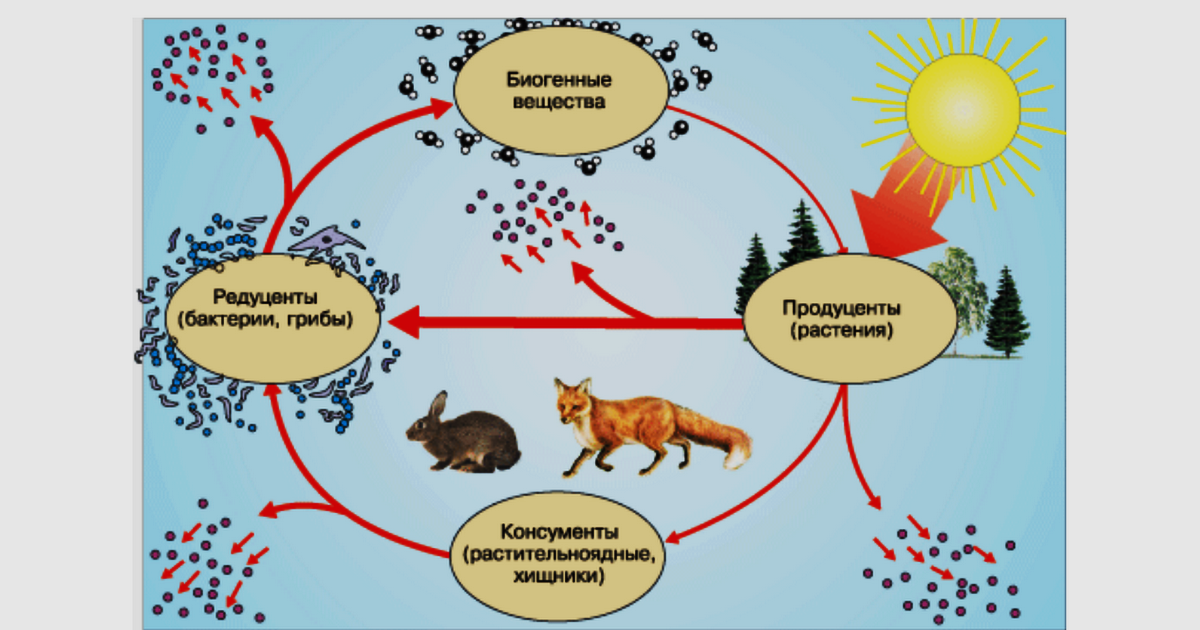 Биогенные
вещества
Редуценты
(бактерии, грибы)
Продуценты
(растения)
Консументы
(растительноядные,
хищники)